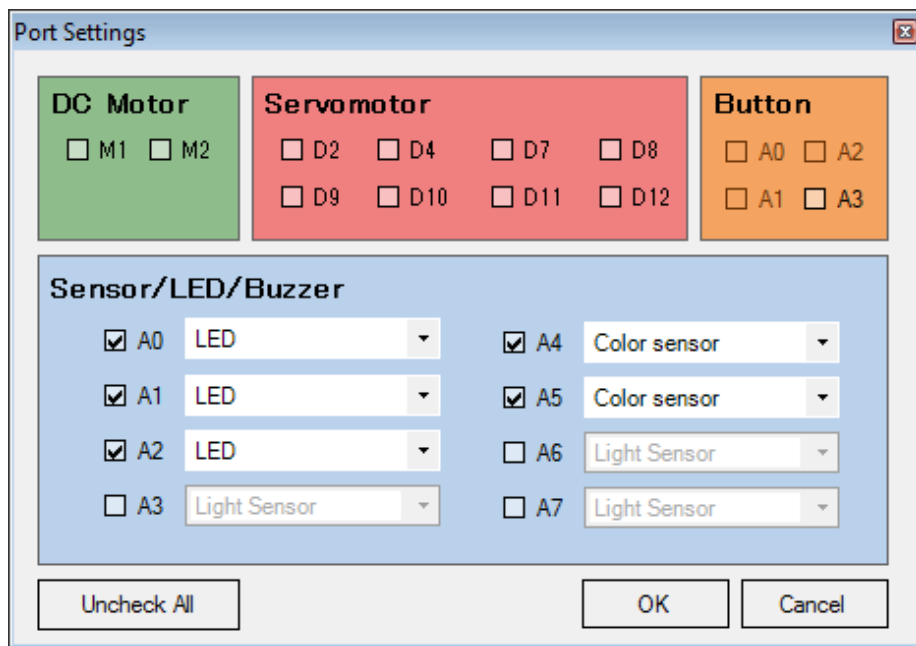 Port Settings
DC Motor
M1 M2
Servomotor
D2 D4 D7 D8
D9 D10 D11 D12
Button
A0 A2
A1 A3
Sensor/LED/Buzzer
A0 LED
A1 LED
A2 LED
A3 Light Sensor
A4 Color sensor
A5 Color sensor
A6 Light Sensor
A7 Light Sensor
Uncheck All
OK
Cancel